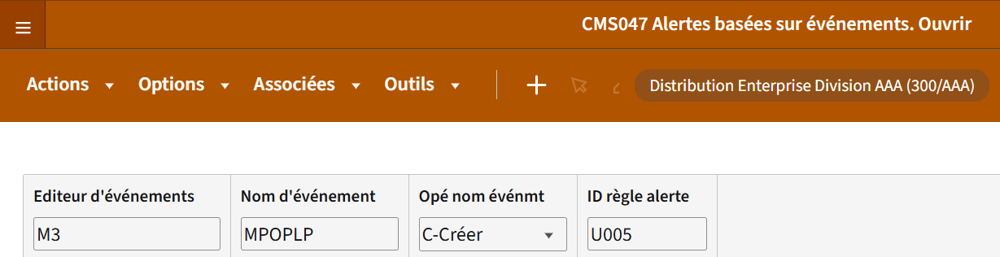 CMS047 Alertes basées sur événements. Ouvrir
Actions Options Associées Outils Distribution Enterprise Division AAA (300/AAA)
Editeur d'événements Nom d'événement Opé nom événmt ID règle alerte
M3 MPOPLP C-Créer U005